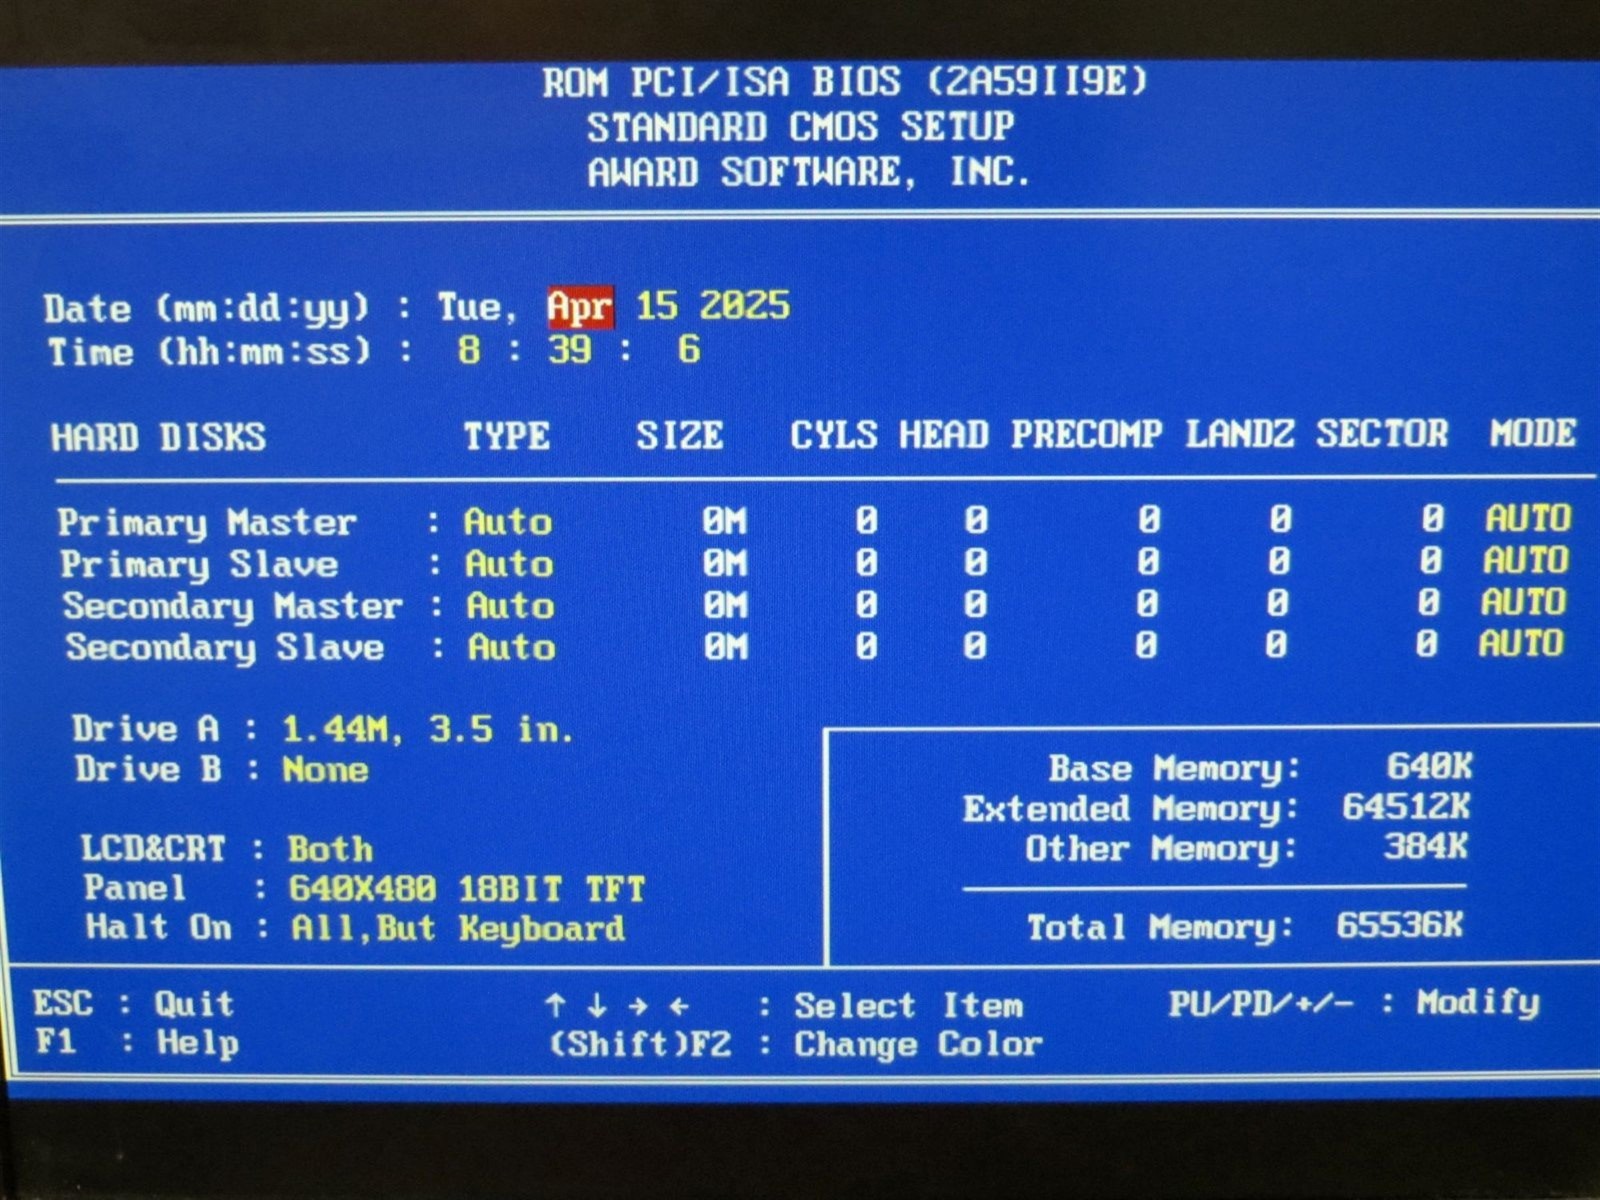 ROM PCI/ISA BIOS (2A59II9E)
STANDARD CMOS SETUP
AWARD SOFTWARE, INC.
Date (mm:dd:yy) : Tue, Apr 15 2025
Time (hh:mm:ss) : 8 : 39 : 6
HARD DISKS TYPE SIZE CYLS HEAD PRECOMP LANDZ SECTOR MODE
Primary Master : Auto 0M 0 0 0 0 0 AUTO
Primary Slave : Auto 0M 0 0 0 0 0 AUTO
Secondary Master : Auto 0M 0 0 0 0 0 AUTO
Secondary Slave : Auto 0M 0 0 0 0 0 AUTO
Drive A : 1.44M, 3.5 in.
Drive B : None
LCD&CRT : Both
Panel : 640X480 18BIT TFT
Halt On : All,But Keyboard
Base Memory: 640K
Extended Memory: 64512K
Other Memory: 384K
Total Memory: 65536K
ESC : Quit ↑ ↓ → ← : Select Item PU/PD/+/- : Modify
F1 : Help (Shift)F2 : Change Color